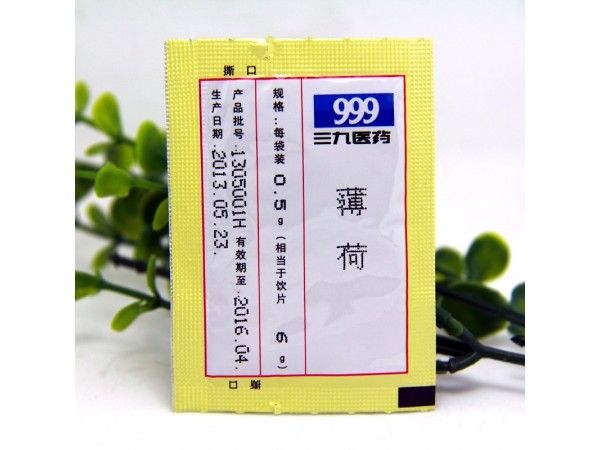 撕 口
999
三九医药
薄荷
规格：每袋装 0.5g（相当于饮片 6g）
产品批号：1305001H 有效期至：2016.04.
生产日期：2013.05.23.
撕 口